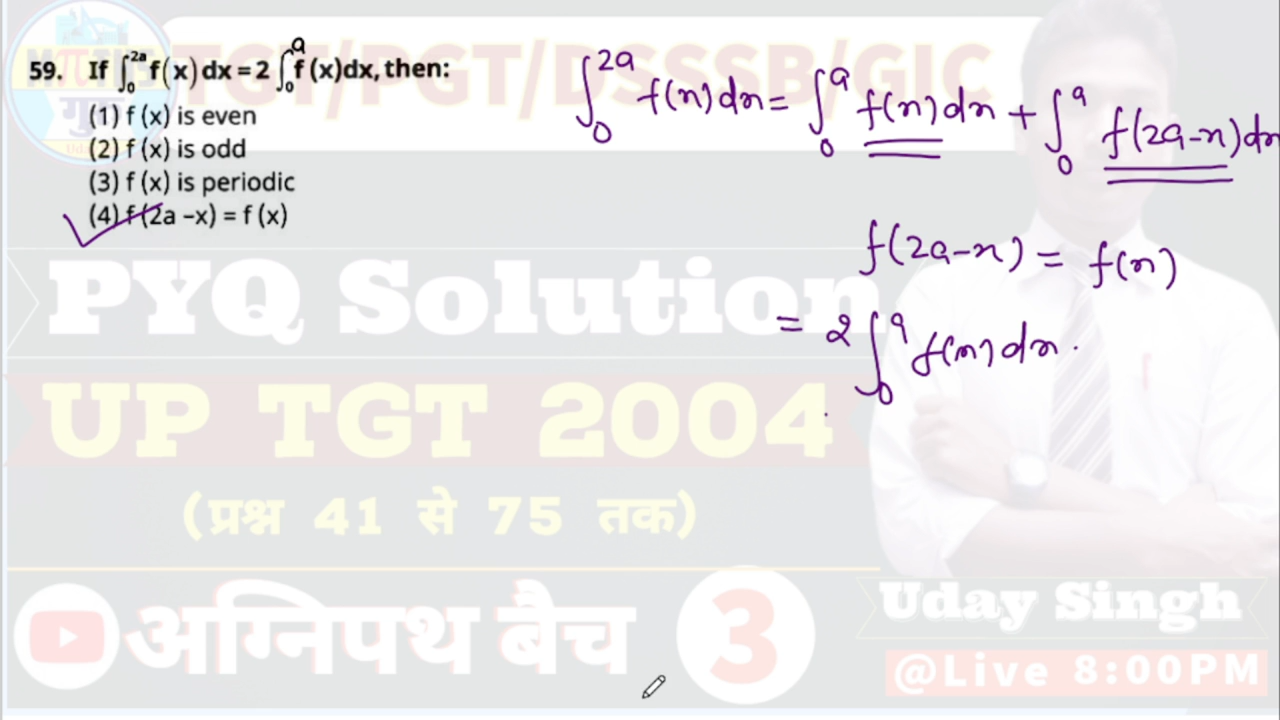 TGT/PGT/DSSSB/GIC
59. If ∫₀²ᵃ f(x) dx = 2 ∫₀ᵃ f (x)dx, then:
(1) f (x) is even
(2) f (x) is odd
(3) f (x) is periodic
(4) f (2a –x) = f (x)
∫₀²ᵃ f(x)dx = ∫₀ᵃ f(x)dx + ∫₀ᵃ f(2a-x)dx
f(2a-x) = f(x)
= 2 ∫₀ᵃ f(x)dx.
PYQ Solution
UP TGT 2004
(प्रश्न 41 से 75 तक)
अग्निपथ बैच 3
Uday Singh
@Live 8:00PM